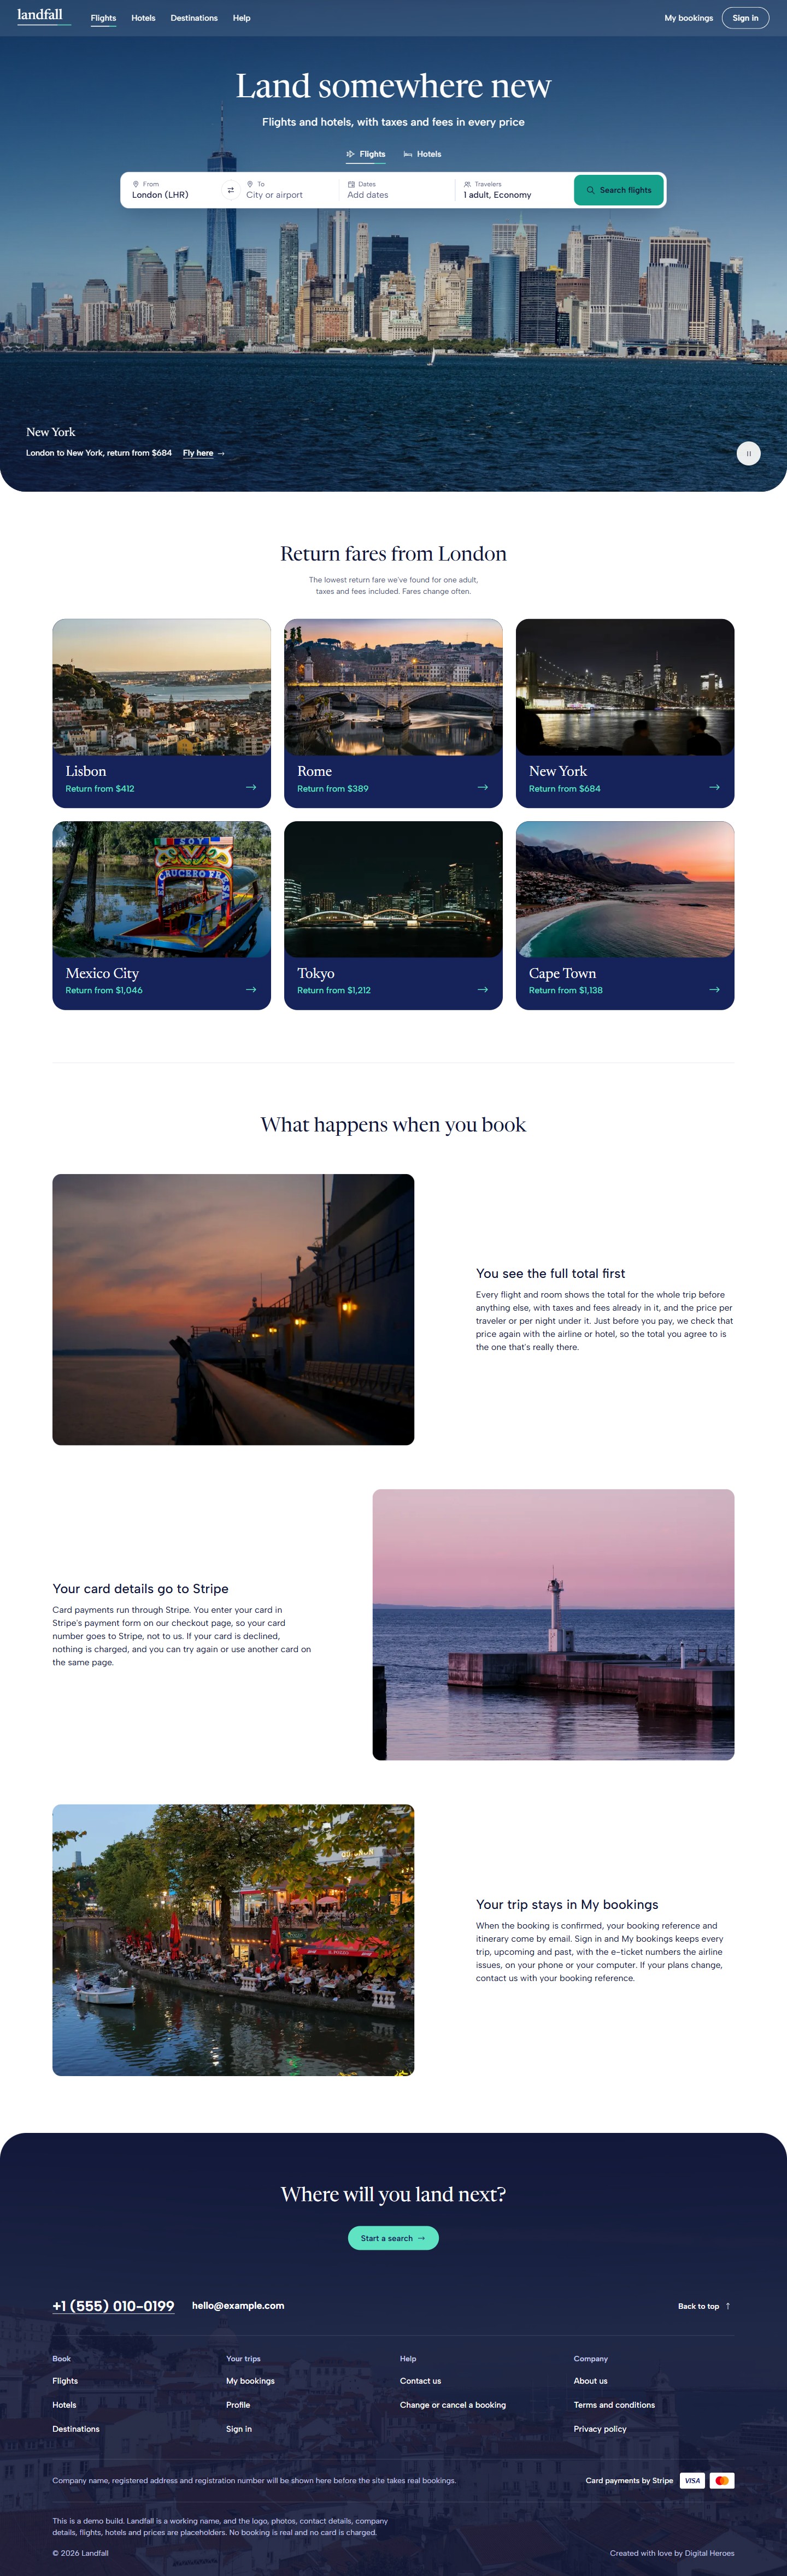 landfall
Flights
Hotels
Destinations
Help
My bookings
Sign in
Land somewhere new
Flights and hotels, with taxes and fees in every price
Flights
Hotels
From
London (LHR)
To
City or airport
Dates
Add dates
Travelers
1 adult, Economy
Search flights
New York
London to New York, return from $684
Fly here →
Return fares from London
The lowest return fare we've found for one adult,
taxes and fees included. Fares change often.
Lisbon
Return from $412
Rome
Return from $389
New York
Return from $684
SOY
EL CRUCERO
Mexico City
Return from $1,046
Tokyo
Return from $1,212
Cape Town
Return from $1,138
What happens when you book
You see the full total first
Every flight and room shows the total for the whole trip before
anything else, with taxes and fees already in it, and the price per
traveler or per night under it. Just before you pay, we check that
price again with the airline or hotel, so the total you agree to is
the one that's really there.
Your card details go to Stripe
Card payments run through Stripe. You enter your card in
Stripe's payment form on our checkout page, so your card
number goes to Stripe, not to us. If your card is declined,
nothing is charged, and you can try again or use another card on
the same page.
Your trip stays in My bookings
When the booking is confirmed, your booking reference and
itinerary come by email. Sign in and My bookings keeps every
trip, upcoming and past, with the e-ticket numbers the airline
issues, on your phone or your computer. If your plans change,
contact us with your booking reference.
Where will you land next?
Start a search →
+1 (555) 010-0199
hello@example.com
Back to top ↑
Book
Flights
Hotels
Destinations
Your trips
My bookings
Profile
Sign in
Help
Contact us
Change or cancel a booking
Company
About us
Terms and conditions
Privacy policy
Company name, registered address and registration number will be shown here before the site takes real bookings.
Card payments by Stripe
VISA
This is a demo build. Landfall is a working name, and the logo, photos, contact details, company
details, flights, hotels and prices are placeholders. No booking is real and no card is charged.
© 2026 Landfall
Created with love by Digital Heroes